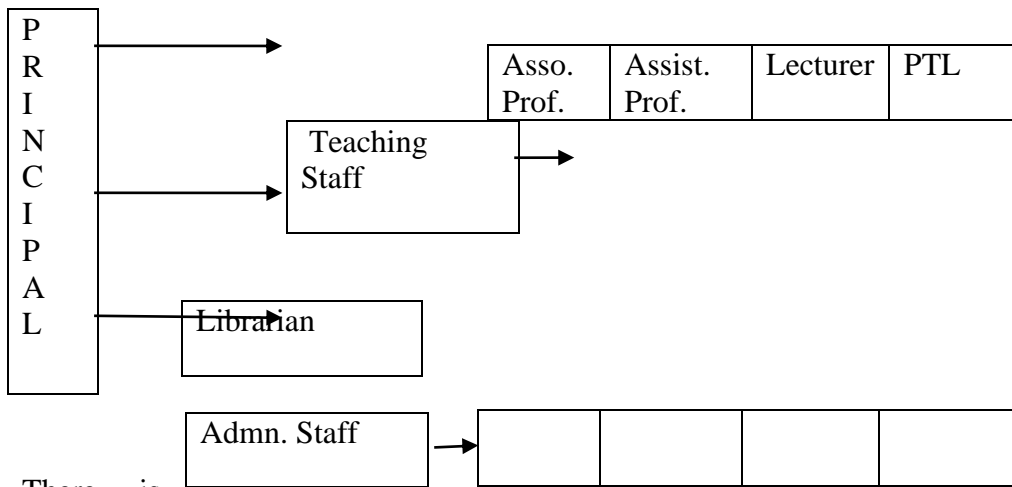 P
R
I
N
C
I
P
A
L
Asso. Prof.
Assist. Prof.
Lecturer
PTL
Teaching
Staff
Librarian
Admn. Staff
There is